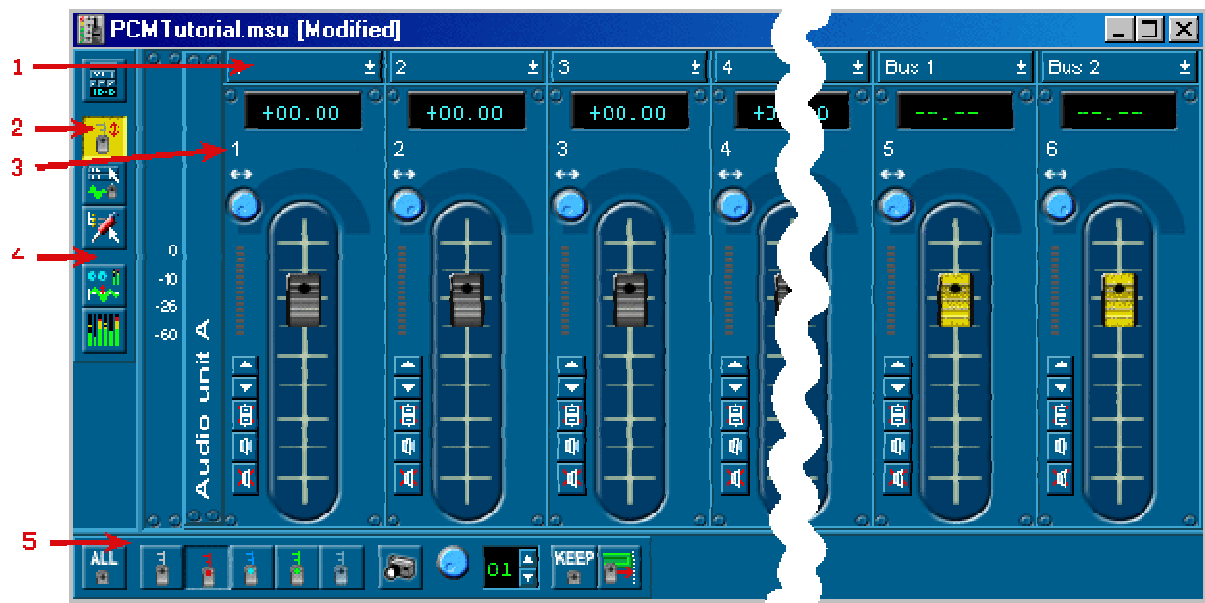 PCMTutorial.msu [Modified]
1
2 3 4 Bus 1 Bus 2
+00.00 +00.00 +00.00 --.-- --.--
2
3
1 2 3 4 5 6
4
0
-10
-26
-60
Audio unit A
5
ALL 01 KEEP